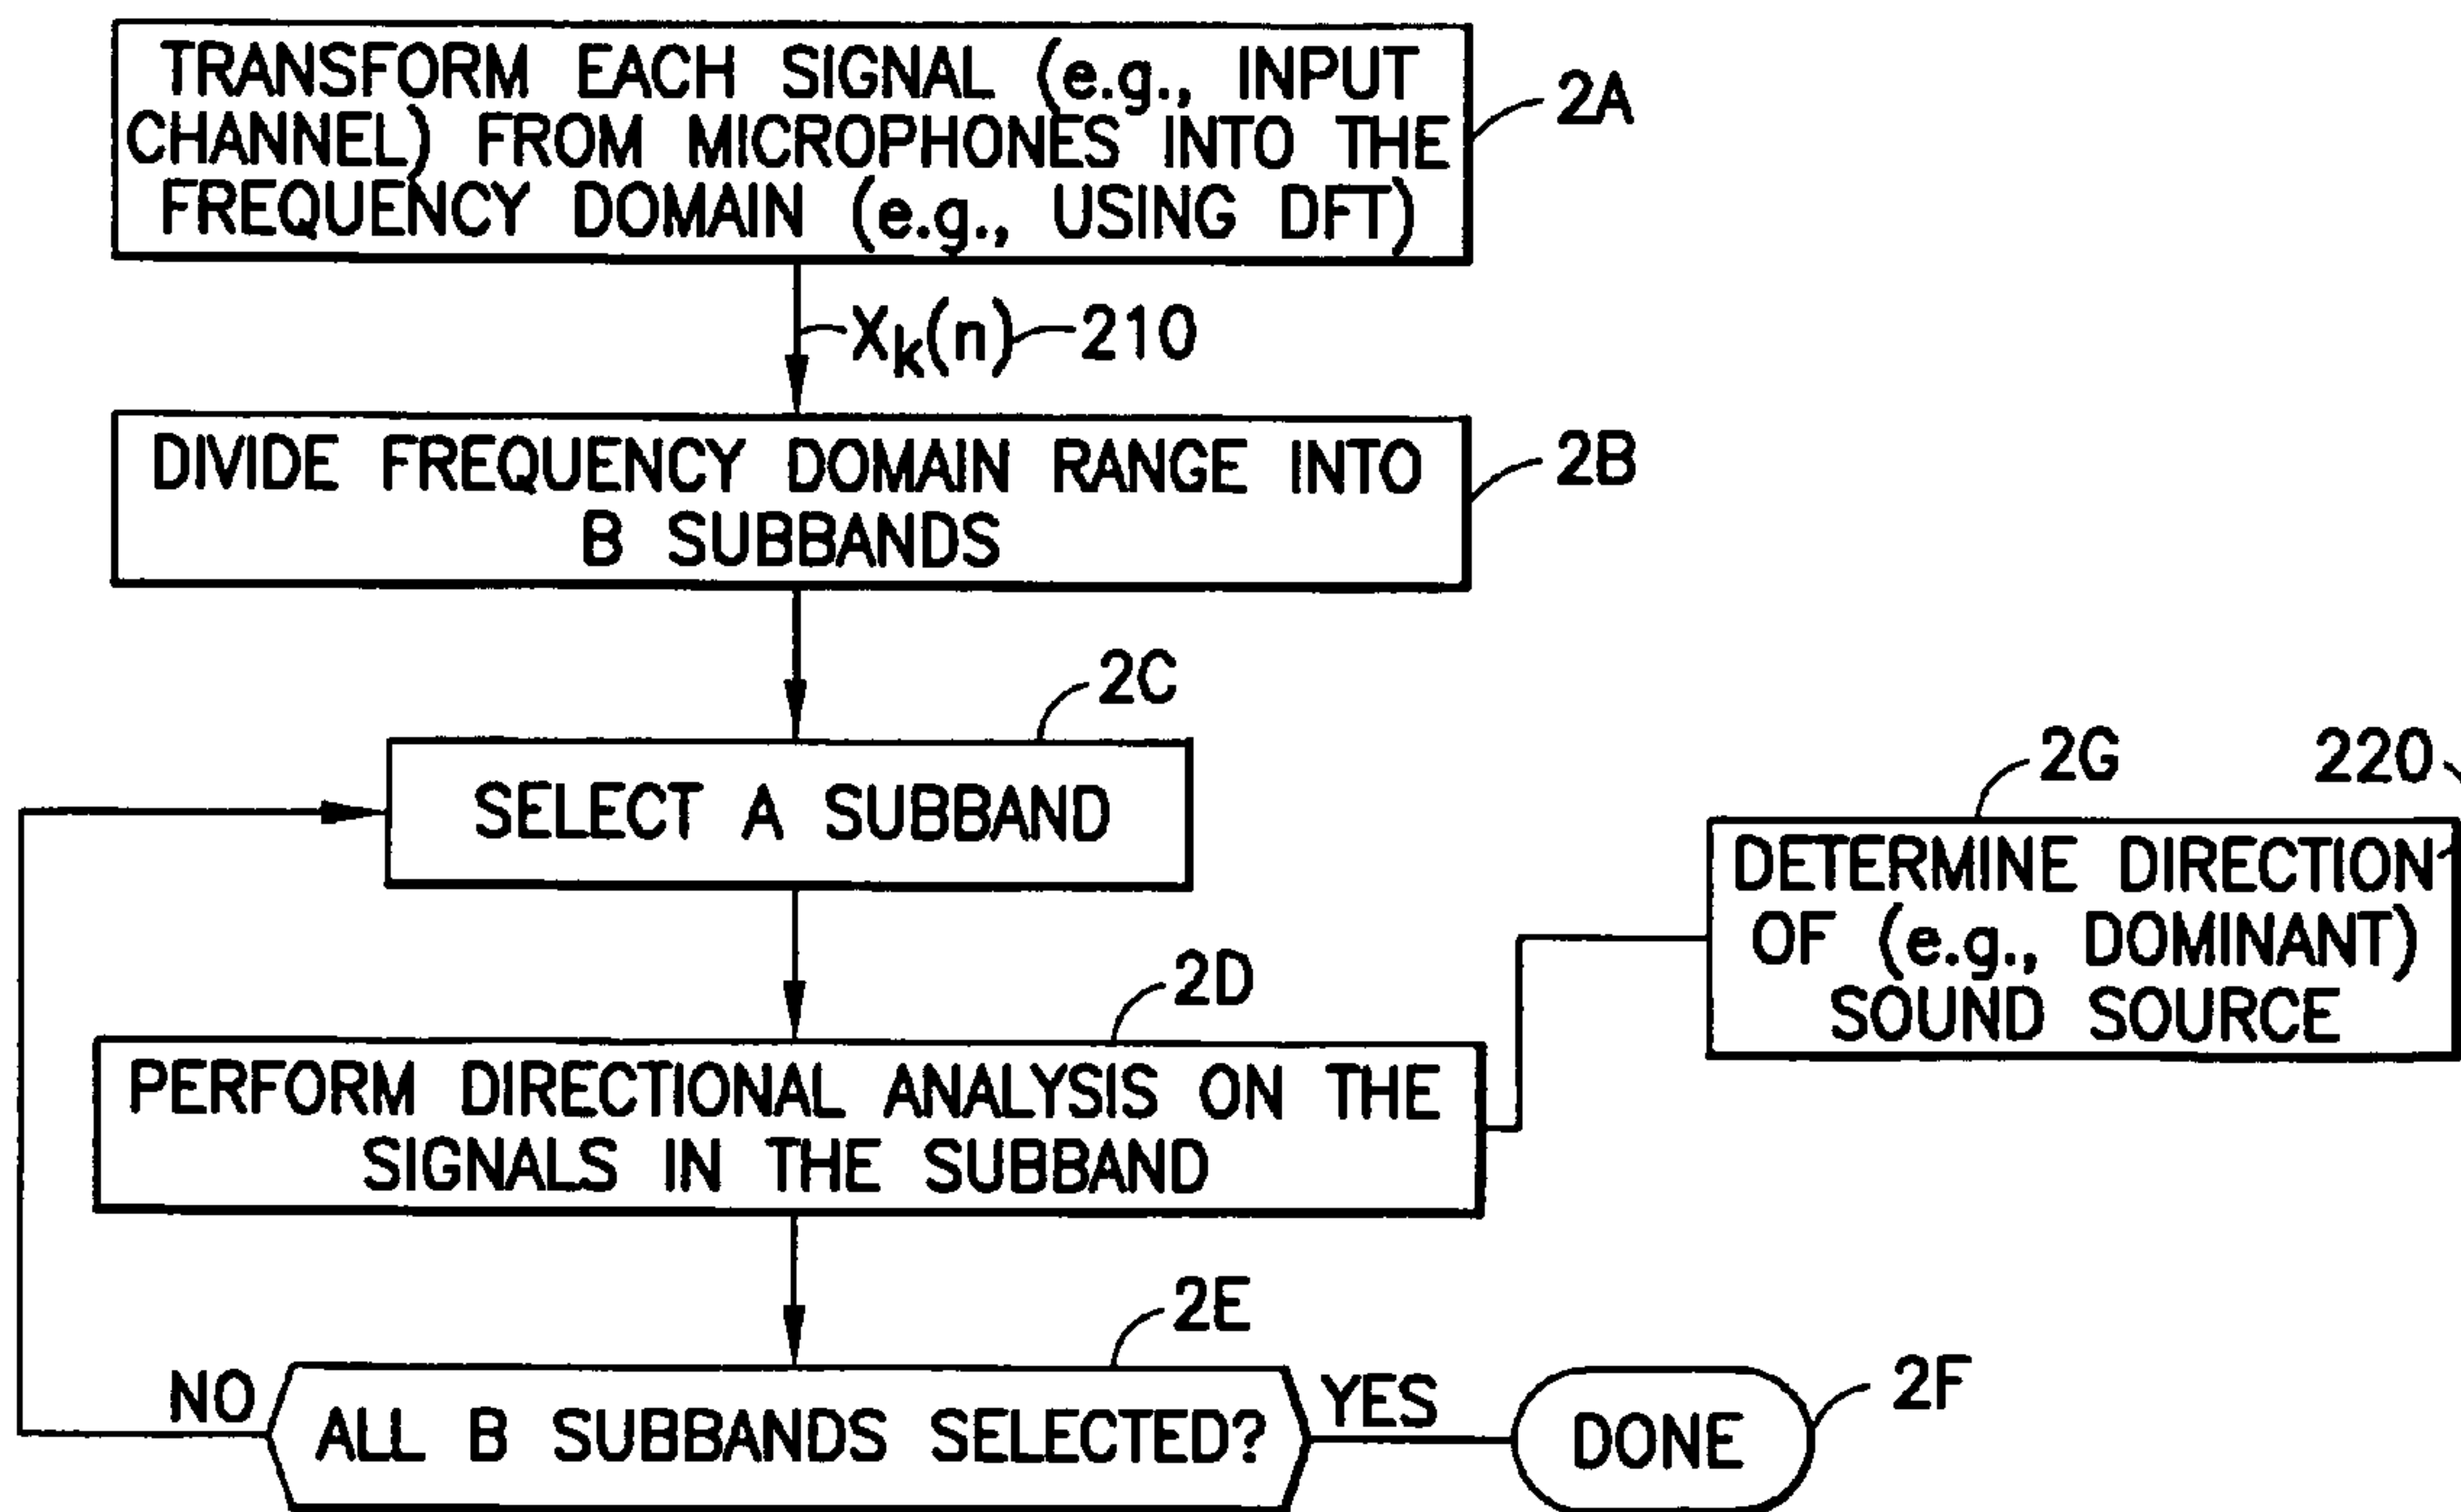 TRANSFORM EACH SIGNAL (e.g., INPUT
CHANNEL) FROM MICROPHONES INTO THE
FREQUENCY DOMAIN (e.g., USING DFT)
2A
Xk(n) 210
DIVIDE FREQUENCY DOMAIN RANGE INTO
B SUBBANDS
2B
2C
SELECT A SUBBAND
2G
220
DETERMINE DIRECTION
OF (e.g., DOMINANT)
SOUND SOURCE
2D
PERFORM DIRECTIONAL ANALYSIS ON THE
SIGNALS IN THE SUBBAND
2E
NO
ALL B SUBBANDS SELECTED?
YES
DONE
2F